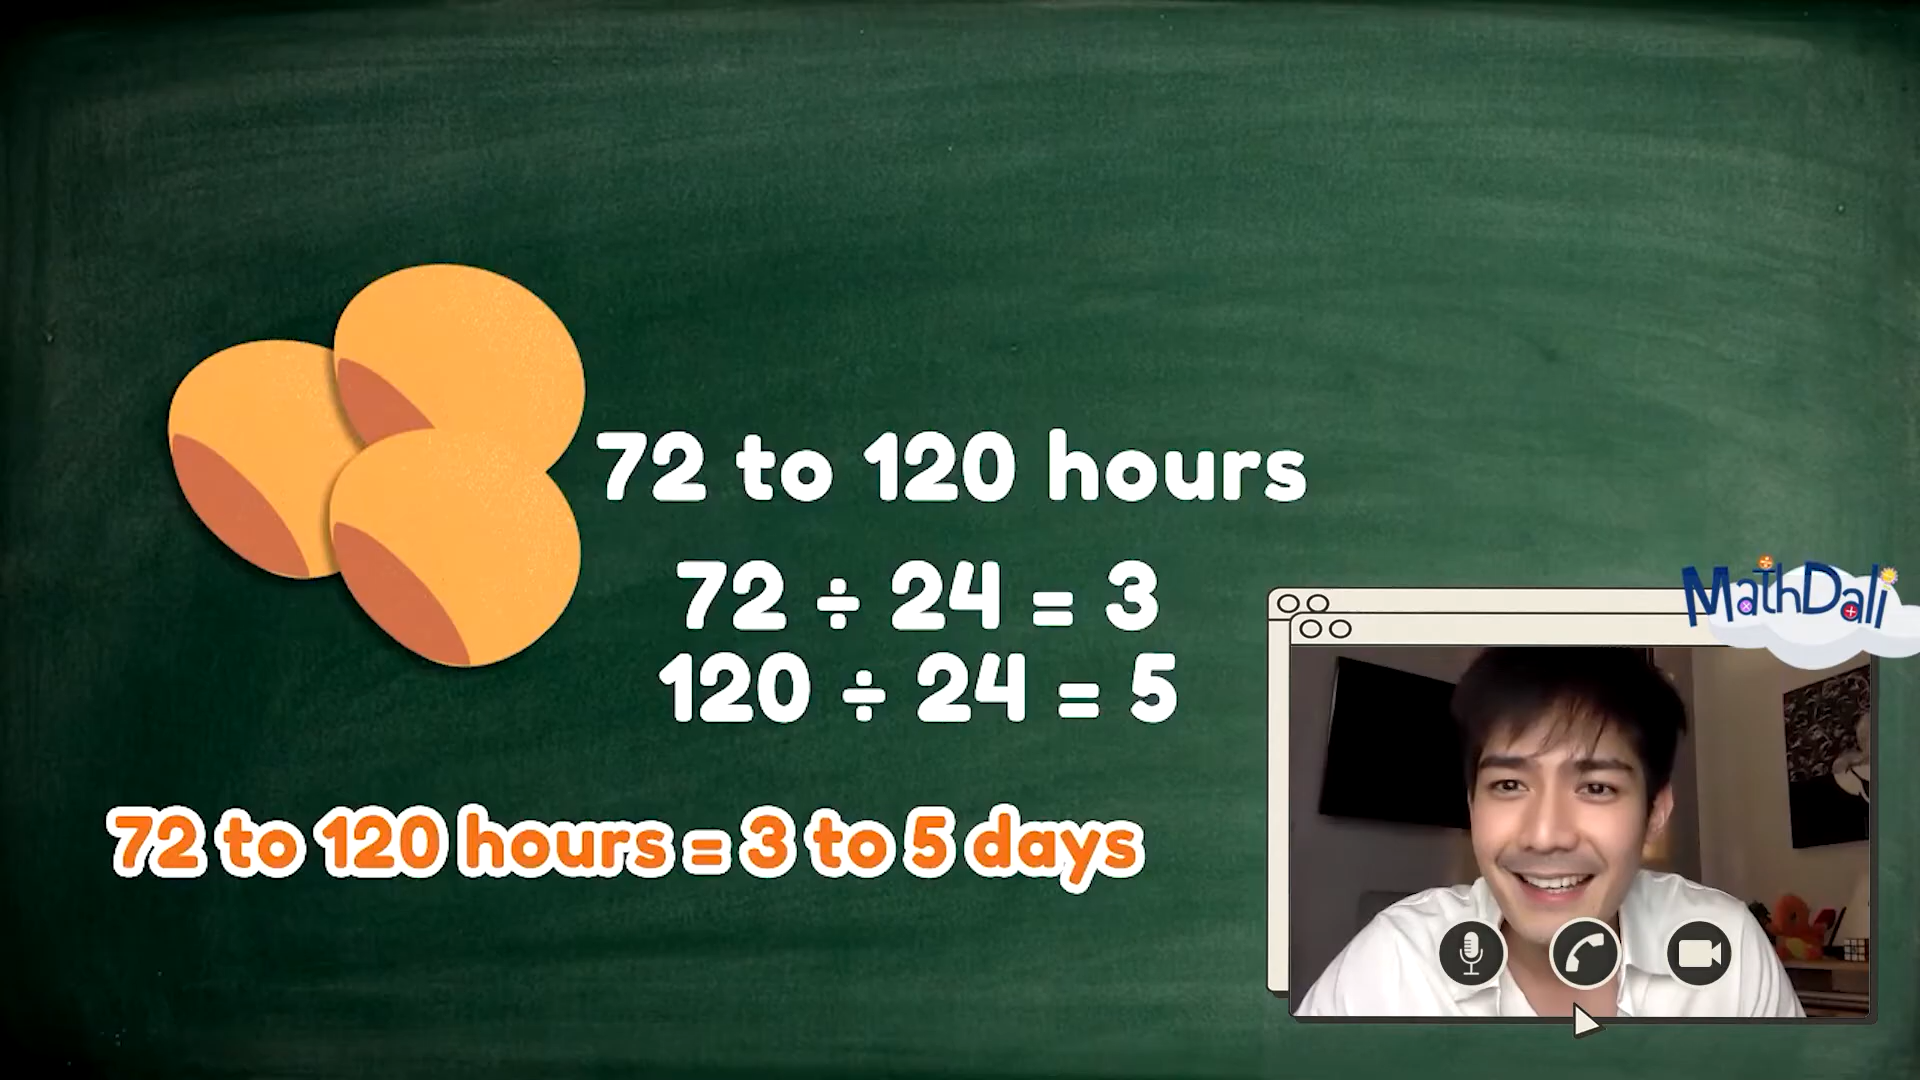 72 to 120 hours
72 ÷ 24 = 3
120 ÷ 24 = 5
72 to 120 hours = 3 to 5 days
MathDali